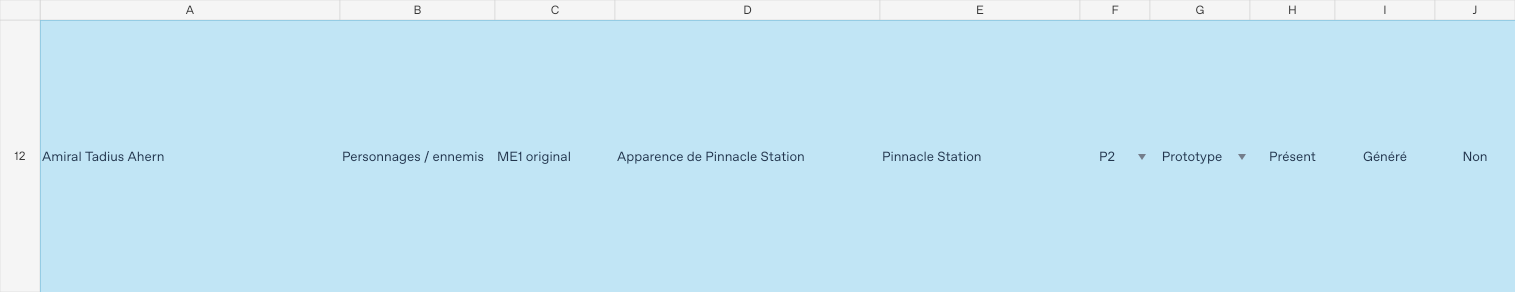 A B C D E F G H I J
12 Amiral Tadius Ahern Personnages / ennemis ME1 original Apparence de Pinnacle Station Pinnacle Station P2 Prototype Présent Généré Non